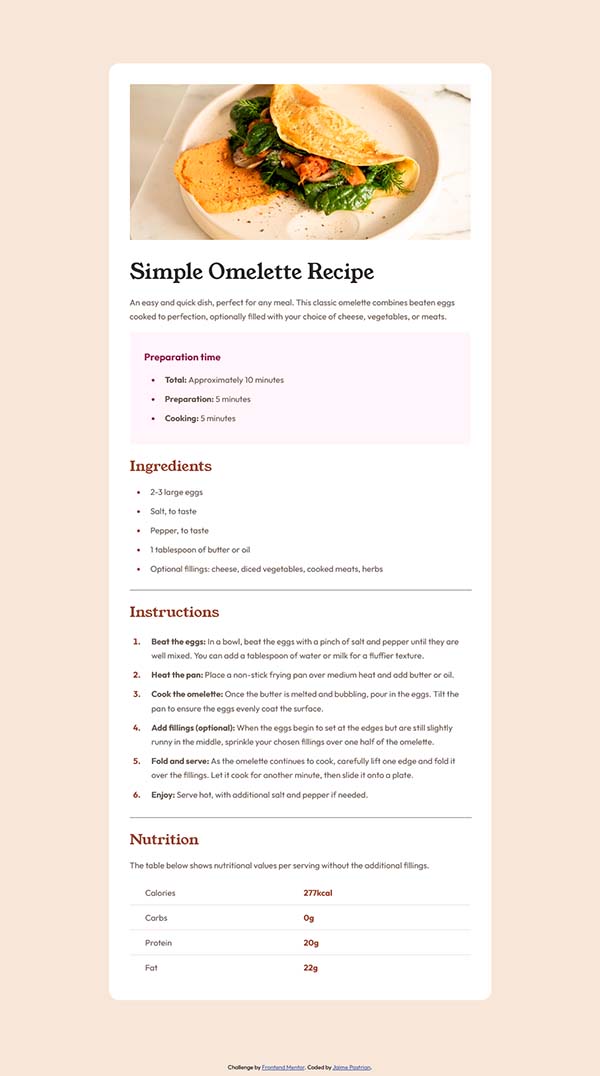 Simple Omelette Recipe
An easy and quick dish, perfect for any meal. This classic omelette combines beaten eggs
cooked to perfection, optionally filled with your choice of cheese, vegetables, or meats.
Preparation time
• Total: Approximately 10 minutes
• Preparation: 5 minutes
• Cooking: 5 minutes
Ingredients
• 2-3 large eggs
• Salt, to taste
• Pepper, to taste
• 1 tablespoon of butter or oil
• Optional fillings: cheese, diced vegetables, cooked meats, herbs
Instructions
1. Beat the eggs: In a bowl, beat the eggs with a pinch of salt and pepper until they are
well mixed. You can add a tablespoon of water or milk for a fluffier texture.
2. Heat the pan: Place a non-stick frying pan over medium heat and add butter or oil.
3. Cook the omelette: Once the butter is melted and bubbling, pour in the eggs. Tilt the
pan to ensure the eggs evenly coat the surface.
4. Add fillings (optional): When the eggs begin to set at the edges but are still slightly
runny in the middle, sprinkle your chosen fillings over one half of the omelette.
5. Fold and serve: As the omelette continues to cook, carefully lift one edge and fold it
over the fillings. Let it cook for another minute, then slide it onto a plate.
6. Enjoy: Serve hot, with additional salt and pepper if needed.
Nutrition
The table below shows nutritional values per serving without the additional fillings.
Calories 277kcal
Carbs 0g
Protein 20g
Fat 22g
Challenge by Frontend Mentor. Coded by Jaime Pastrian.